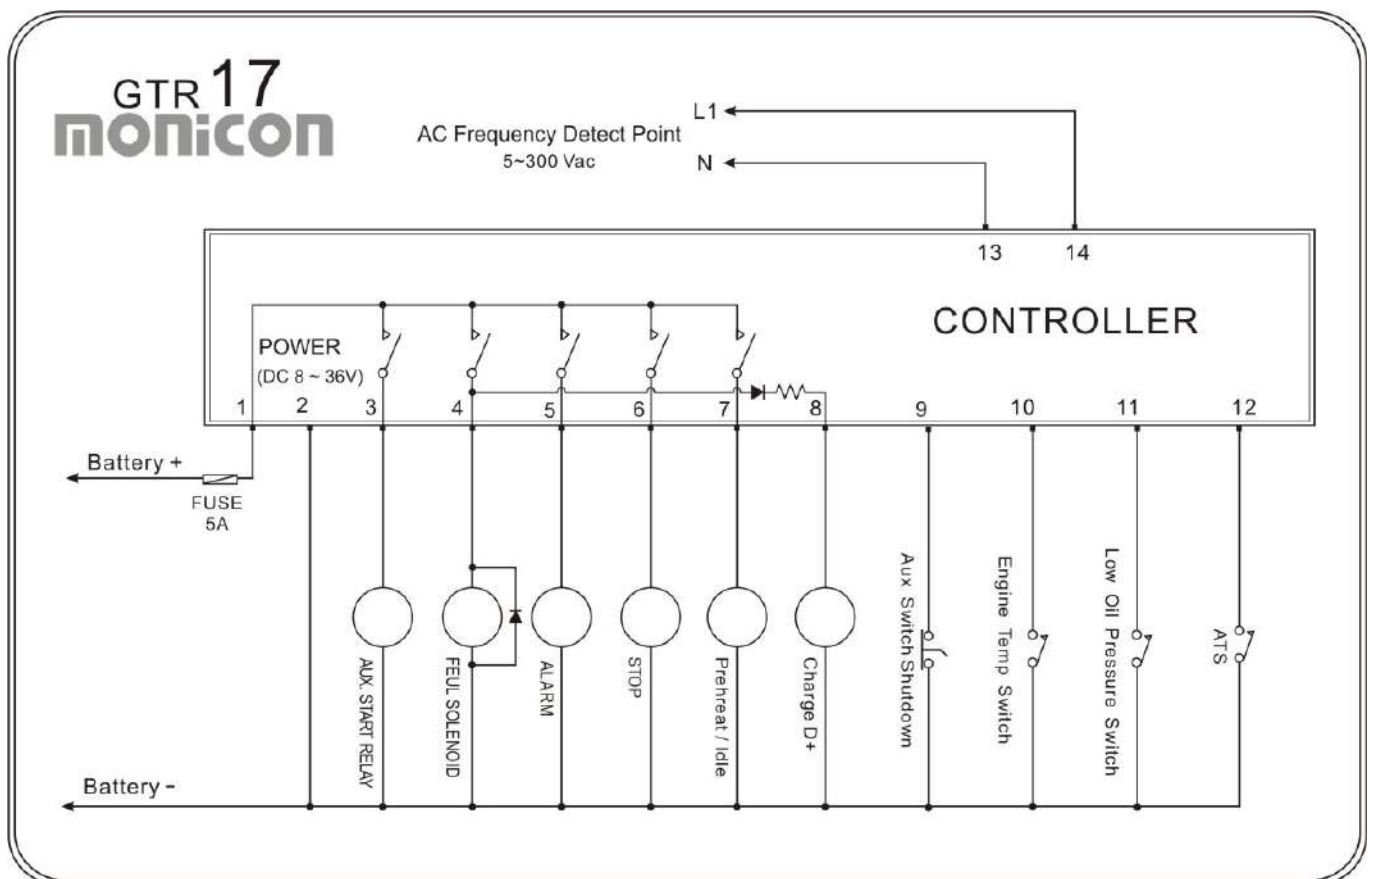 GTR 17
monicon
L1
AC Frequency Detect Point
5~300 Vac
N
13 14
CONTROLLER
POWER
(DC 8 ~ 36V)
1 2 3 4 5 6 7 8 9 10 11 12
Battery +
FUSE
5A
AUX. START RELAY
FEUL SOLENOID
ALARM
STOP
Prehreat / Idle
Charge D+
Aux Switch Shutdown
Engine Temp Switch
Low Oil Pressure Switch
ATS
Battery -